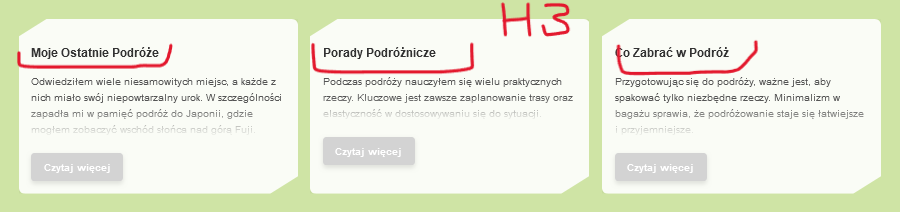 H3
Moje Ostatnie Podróże
Odwiedziłem wiele niesamowitych miejsc, a każde z
nich miało swój niepowtarzalny urok. W szczególności
zapadła mi w pamięć podróż do Japonii, gdzie
mogłem zobaczyć wschód słońca nad górą Fuji.
Czytaj więcej
Porady Podróżnicze
Podczas podróży nauczyłem się wielu praktycznych
rzeczy. Kluczowe jest zawsze zaplanowanie trasy oraz
elastyczność w dostosowywaniu się do sytuacji.
Czytaj więcej
Co Zabrać w Podróż
Przygotowując się do podróży, ważne jest, aby
spakować tylko niezbędne rzeczy. Minimalizm w
bagażu sprawia, że podróżowanie staje się łatwiejsze
i przyjemniejsze.
Czytaj więcej